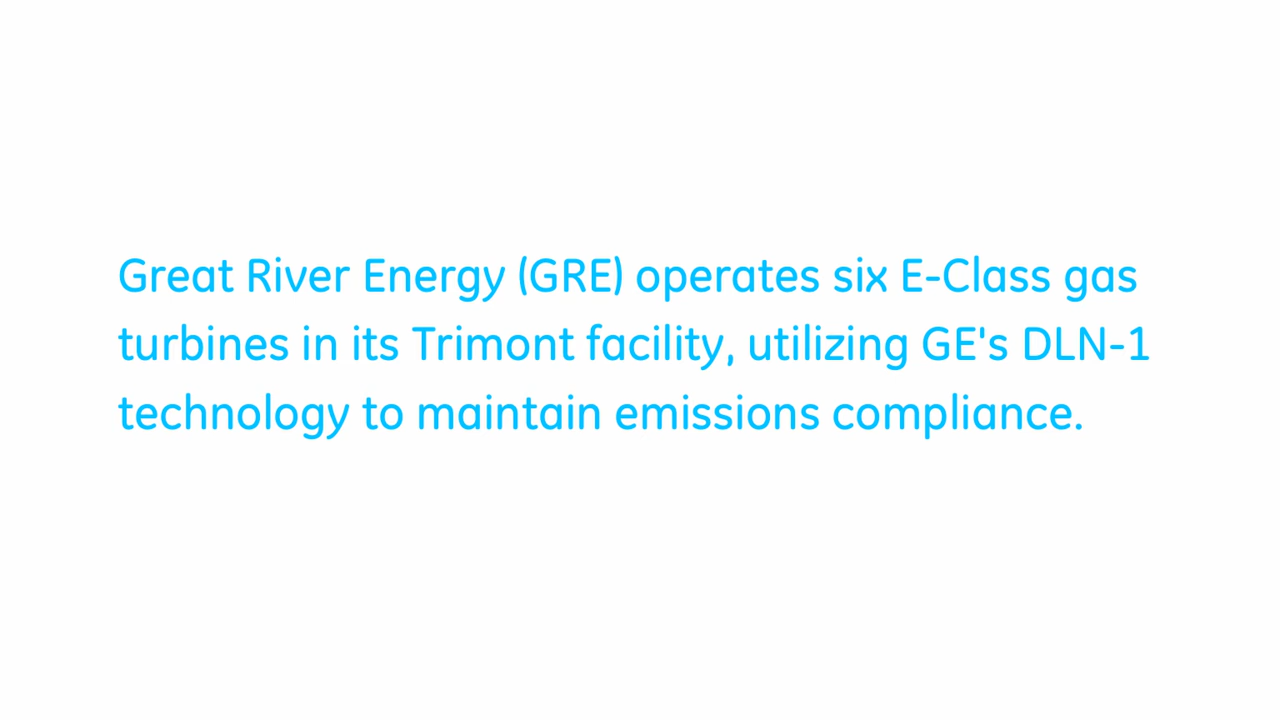 Great River Energy (GRE) operates six E-Class gas
turbines in its Trimont facility, utilizing GE's DLN-1
technology to maintain emissions compliance.